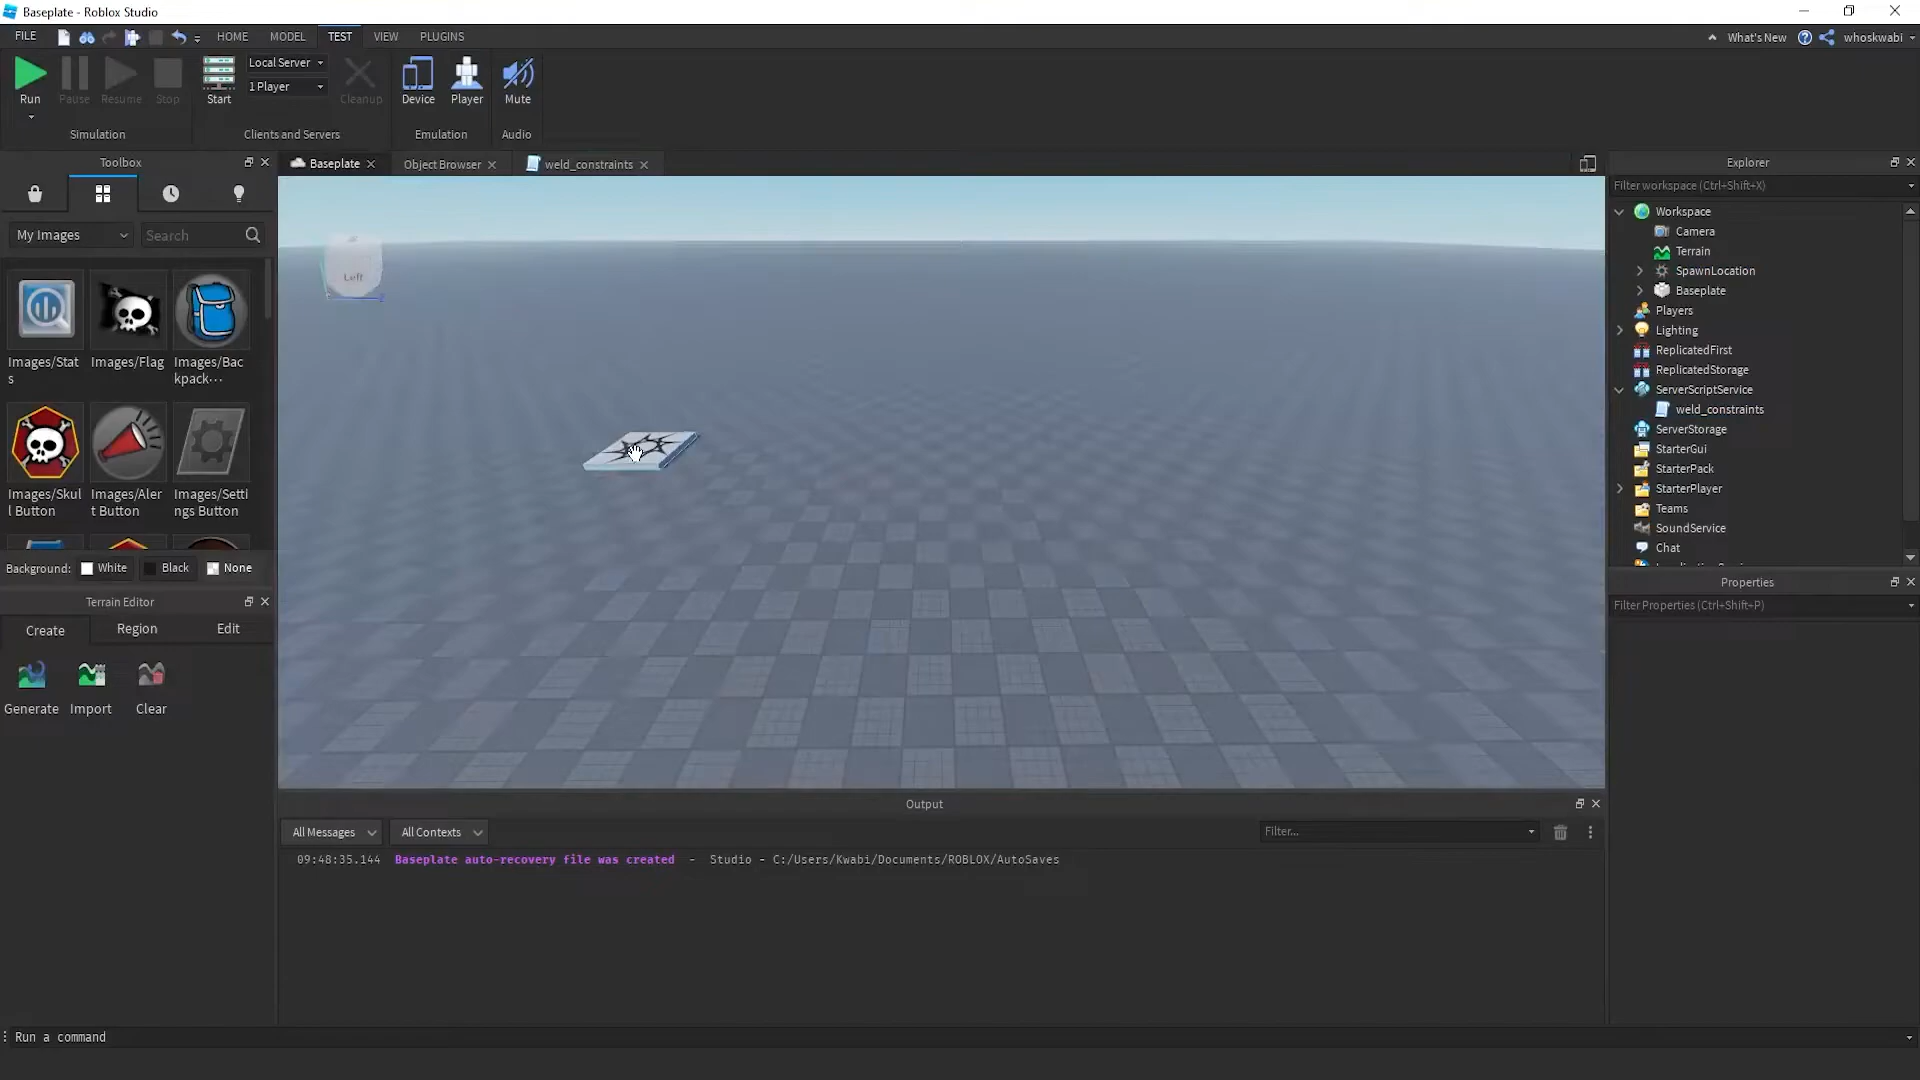 Baseplate - Roblox Studio
FILE
HOME
MODEL
TEST
VIEW
PLUGINS
What's New
whoskwabi
Run
Pause
Resume
Stop
Simulation
Start
Local Server
1 Player
Cleanup
Clients and Servers
Device
Player
Emulation
Mute
Audio
Toolbox
My Images
Search
Images/Stat
s
Images/Flag
Images/Bac
kpack···
Images/Skul
l Button
Images/Aler
t Button
Images/Setti
ngs Button
Background:
White
Black
None
Terrain Editor
Create
Region
Edit
Generate
Import
Clear
Baseplate
Object Browser
weld_constraints
Left
Output
All Messages
All Contexts
Filter...
09:48:35.144 Baseplate auto-recovery file was created - Studio - C:/Users/Kwabi/Documents/ROBLOX/AutoSaves
Explorer
Filter workspace (Ctrl+Shift+X)
Workspace
Camera
Terrain
SpawnLocation
Baseplate
Players
Lighting
ReplicatedFirst
ReplicatedStorage
ServerScriptService
weld_constraints
ServerStorage
StarterGui
StarterPack
StarterPlayer
Teams
SoundService
Chat
Properties
Filter Properties (Ctrl+Shift+P)
Run a command